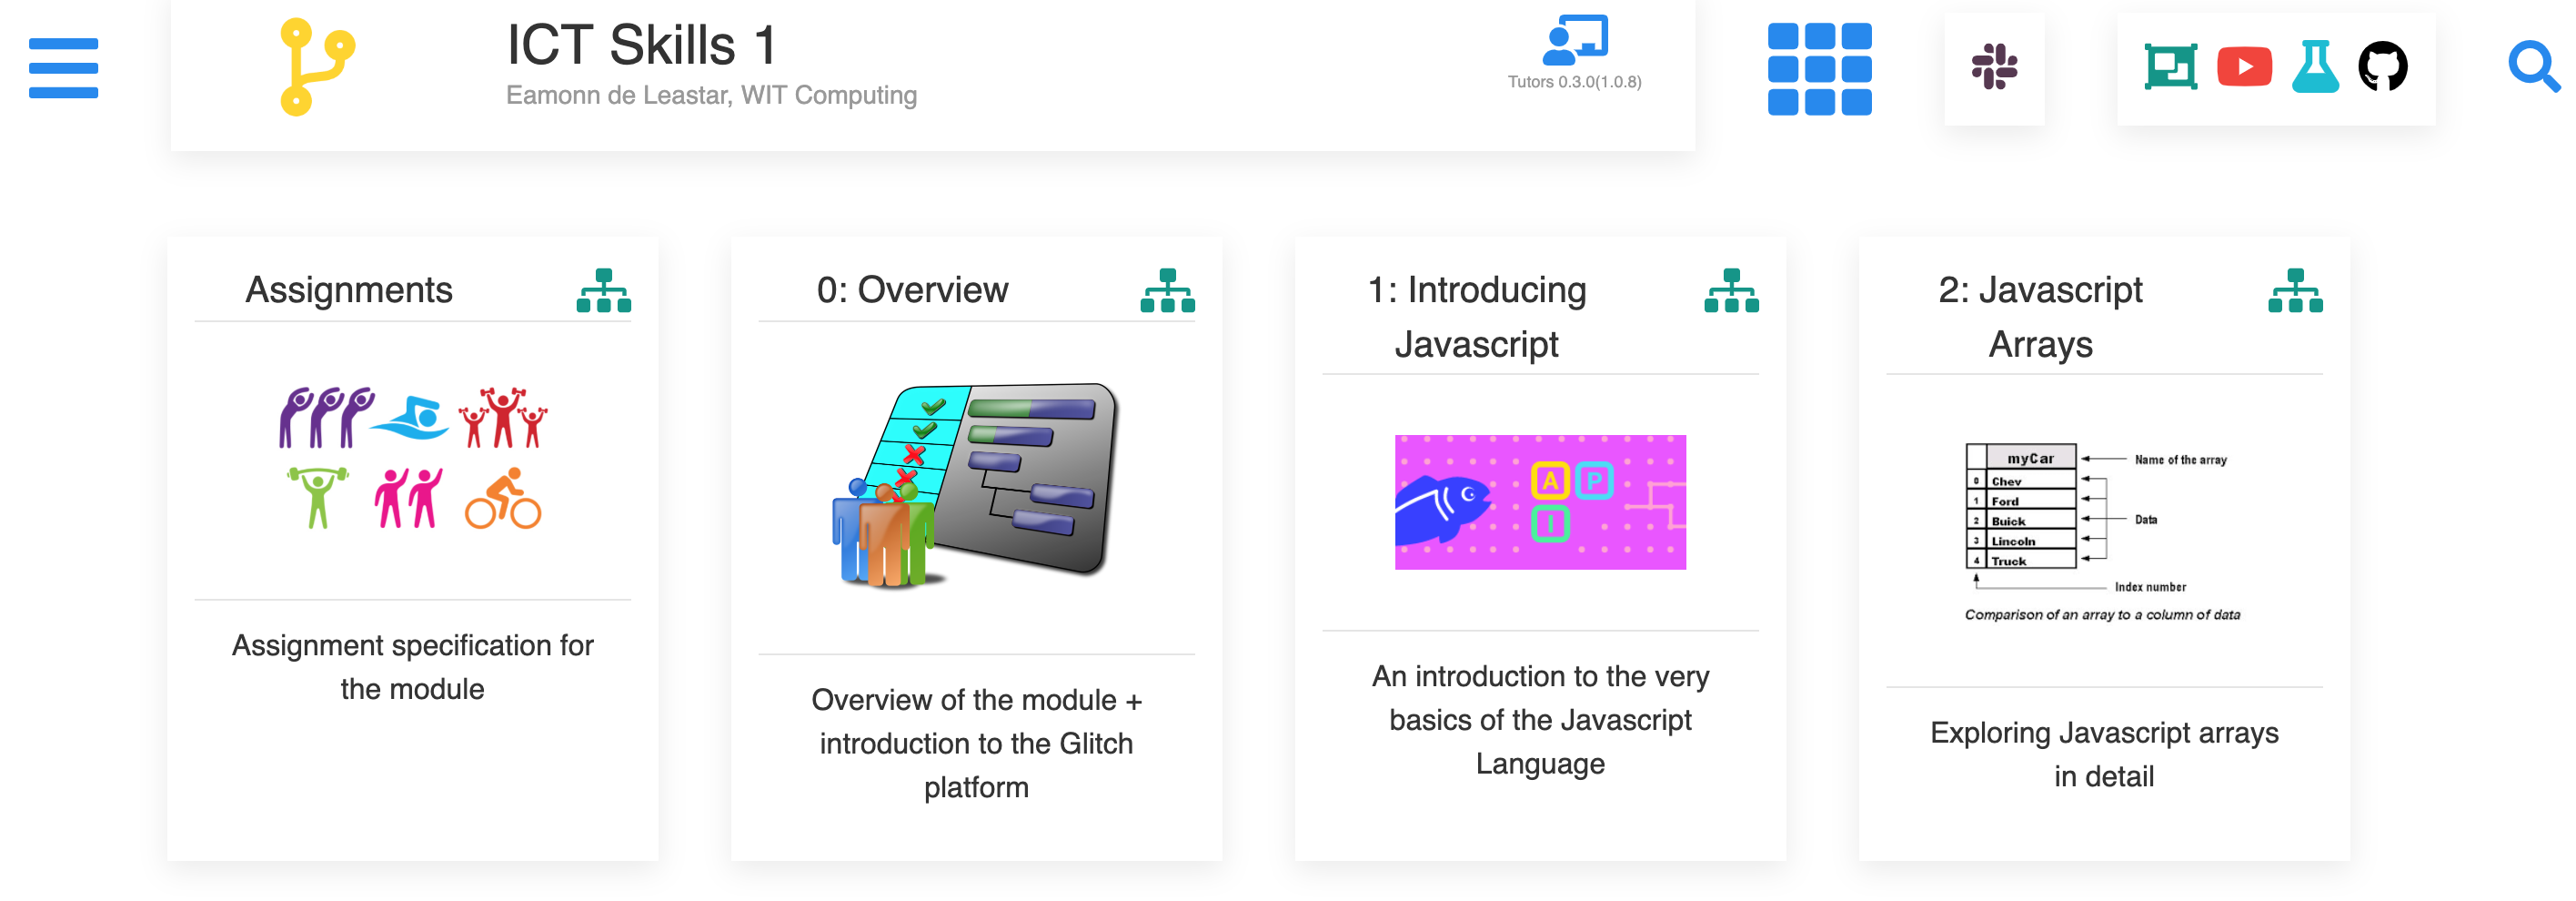 ICT Skills 1
Eamonn de Leastar, WIT Computing
Tutors 0.3.0(1.0.8)
Assignments
Assignment specification for
the module
0: Overview
Overview of the module +
introduction to the Glitch
platform
1: Introducing
Javascript
A P
I
An introduction to the very
basics of the Javascript
Language
2: Javascript
Arrays
myCar
Name of the array
0 Chev
1 Ford
2 Buick
Data
3 Lincoln
4 Truck
Index number
Comparison of an array to a column of data
Exploring Javascript arrays
in detail